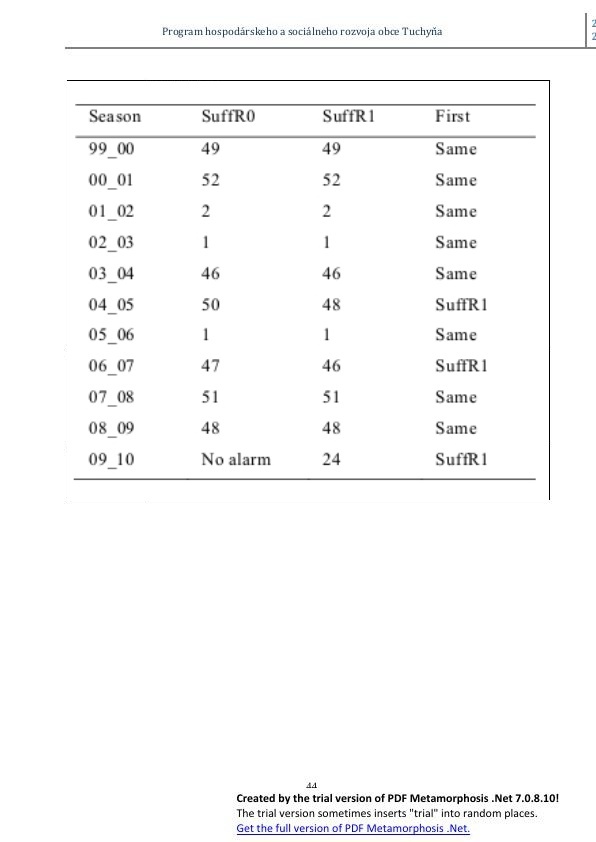 Program hospodárskeho a sociálneho rozvoja obce Tuchyňa
2
2
Season SuffR0 SuffR1 First
99_00 49 49 Same
00_01 52 52 Same
01_02 2 2 Same
02_03 1 1 Same
03_04 46 46 Same
04_05 50 48 SuffR1
05_06 1 1 Same
06_07 47 46 SuffR1
07_08 51 51 Same
08_09 48 48 Same
09_10 No alarm 24 SuffR1
44
Created by the trial version of PDF Metamorphosis .Net 7.0.8.10!
The trial version sometimes inserts "trial" into random places.
Get the full version of PDF Metamorphosis .Net.